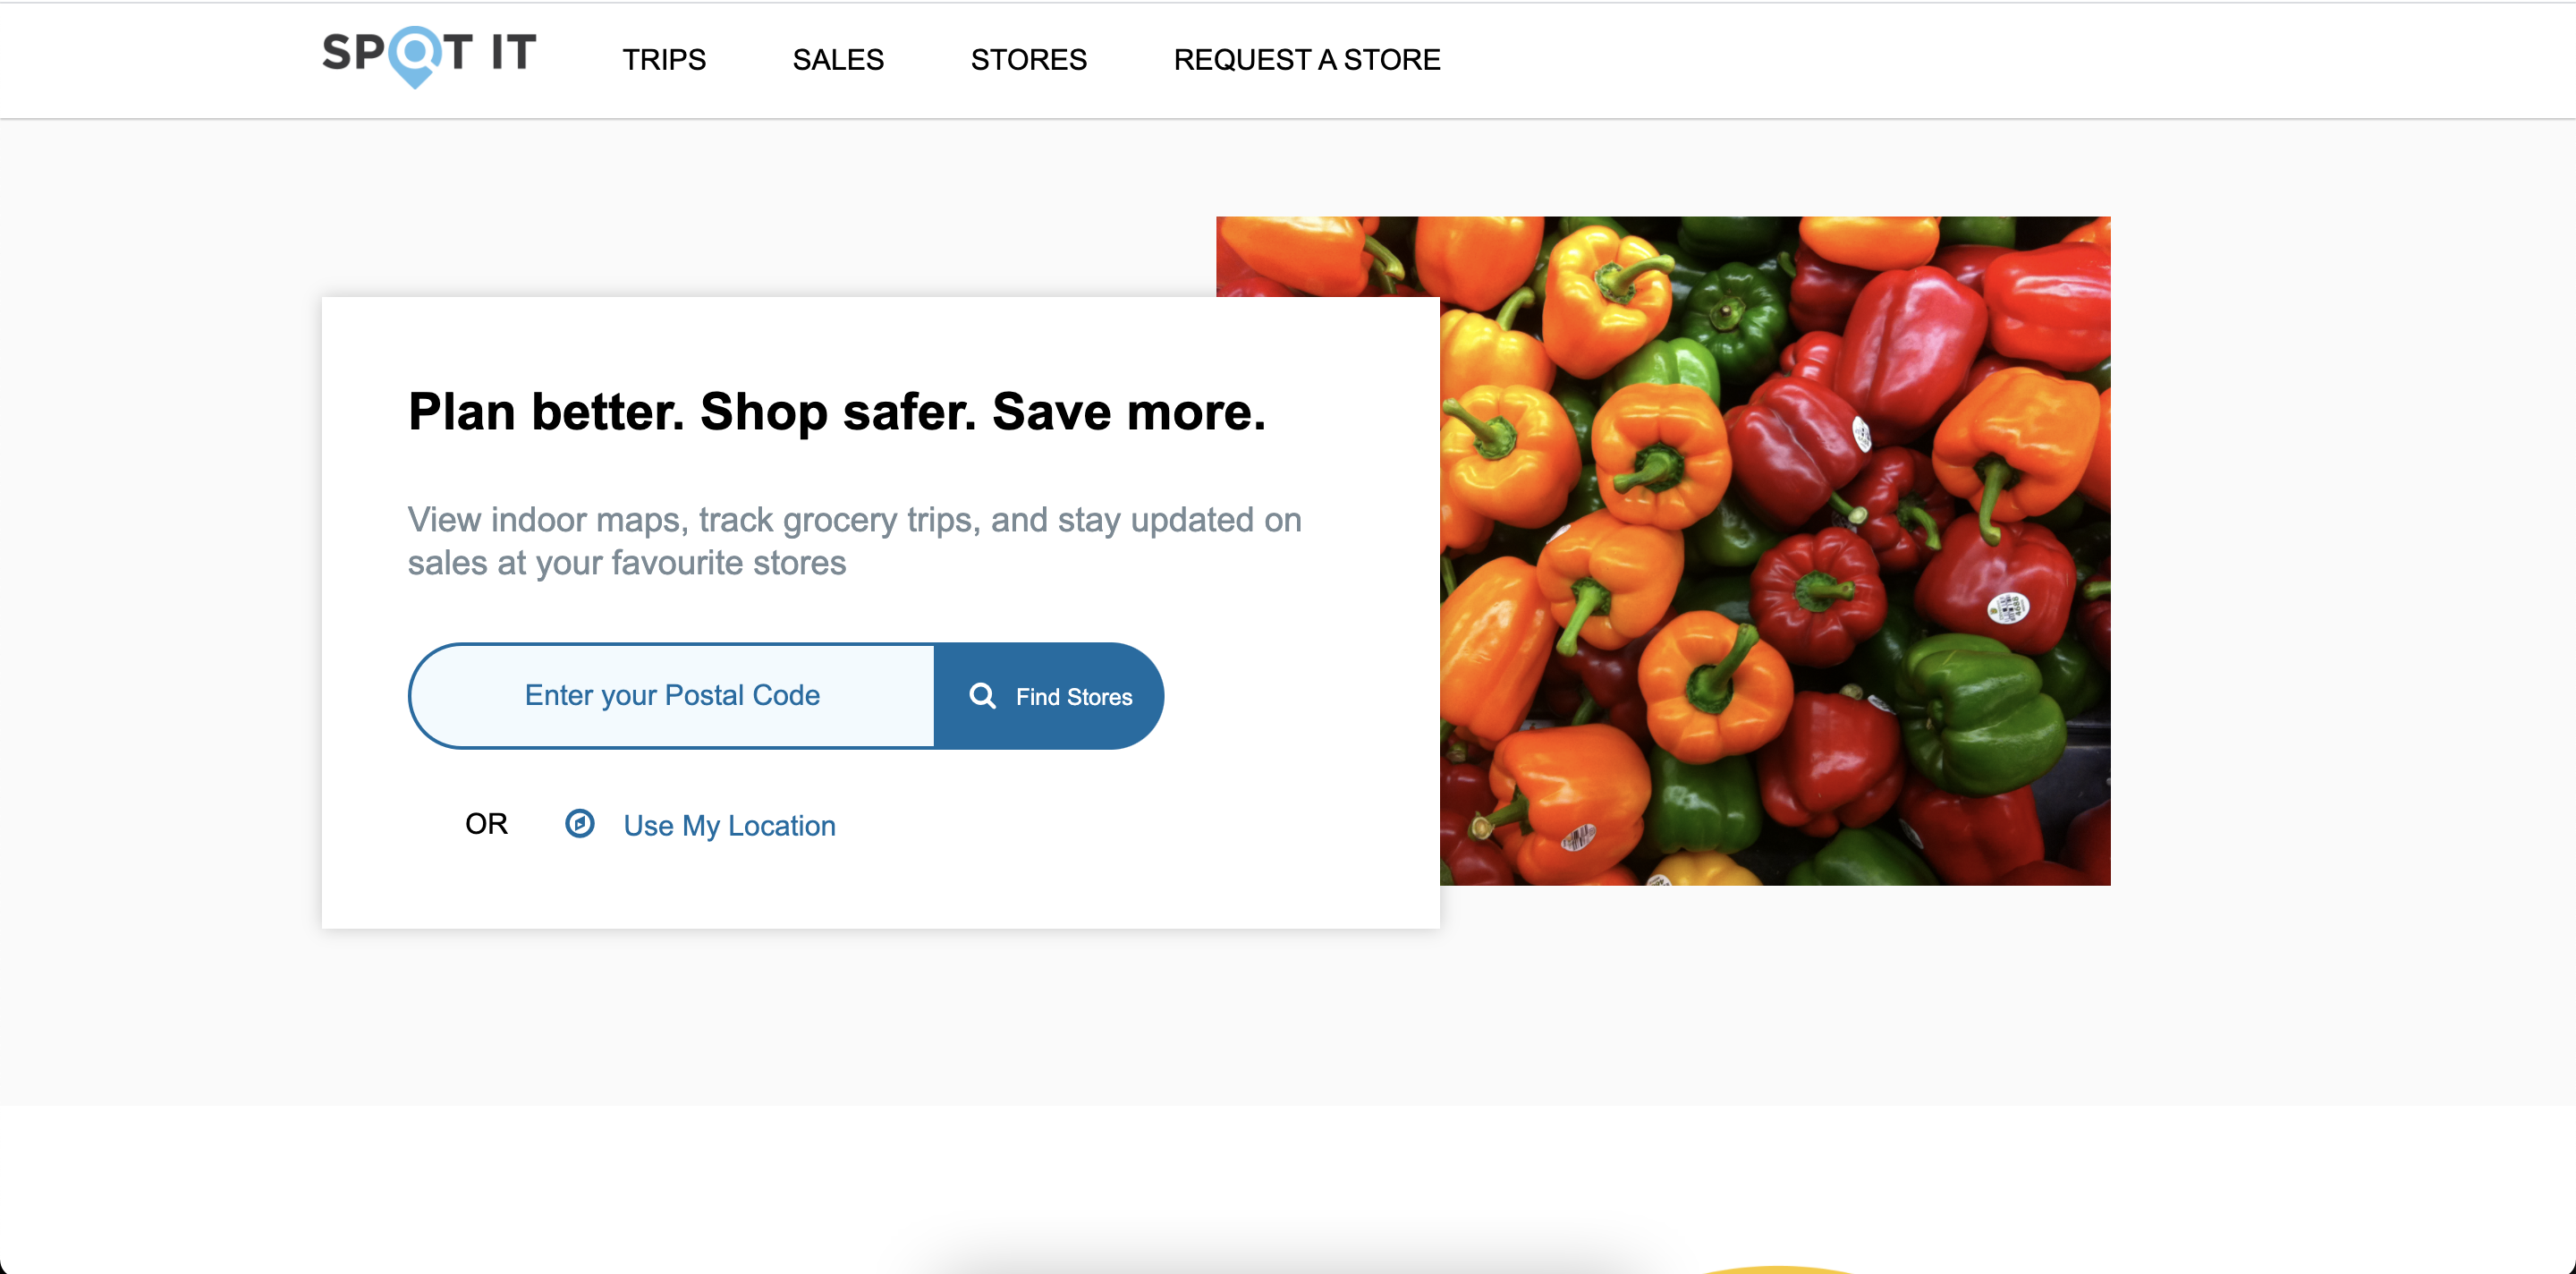 SPOT IT
TRIPS
SALES
STORES
REQUEST A STORE
Plan better. Shop safer. Save more.
View indoor maps, track grocery trips, and stay updated on
sales at your favourite stores
Enter your Postal Code
Find Stores
OR
Use My Location